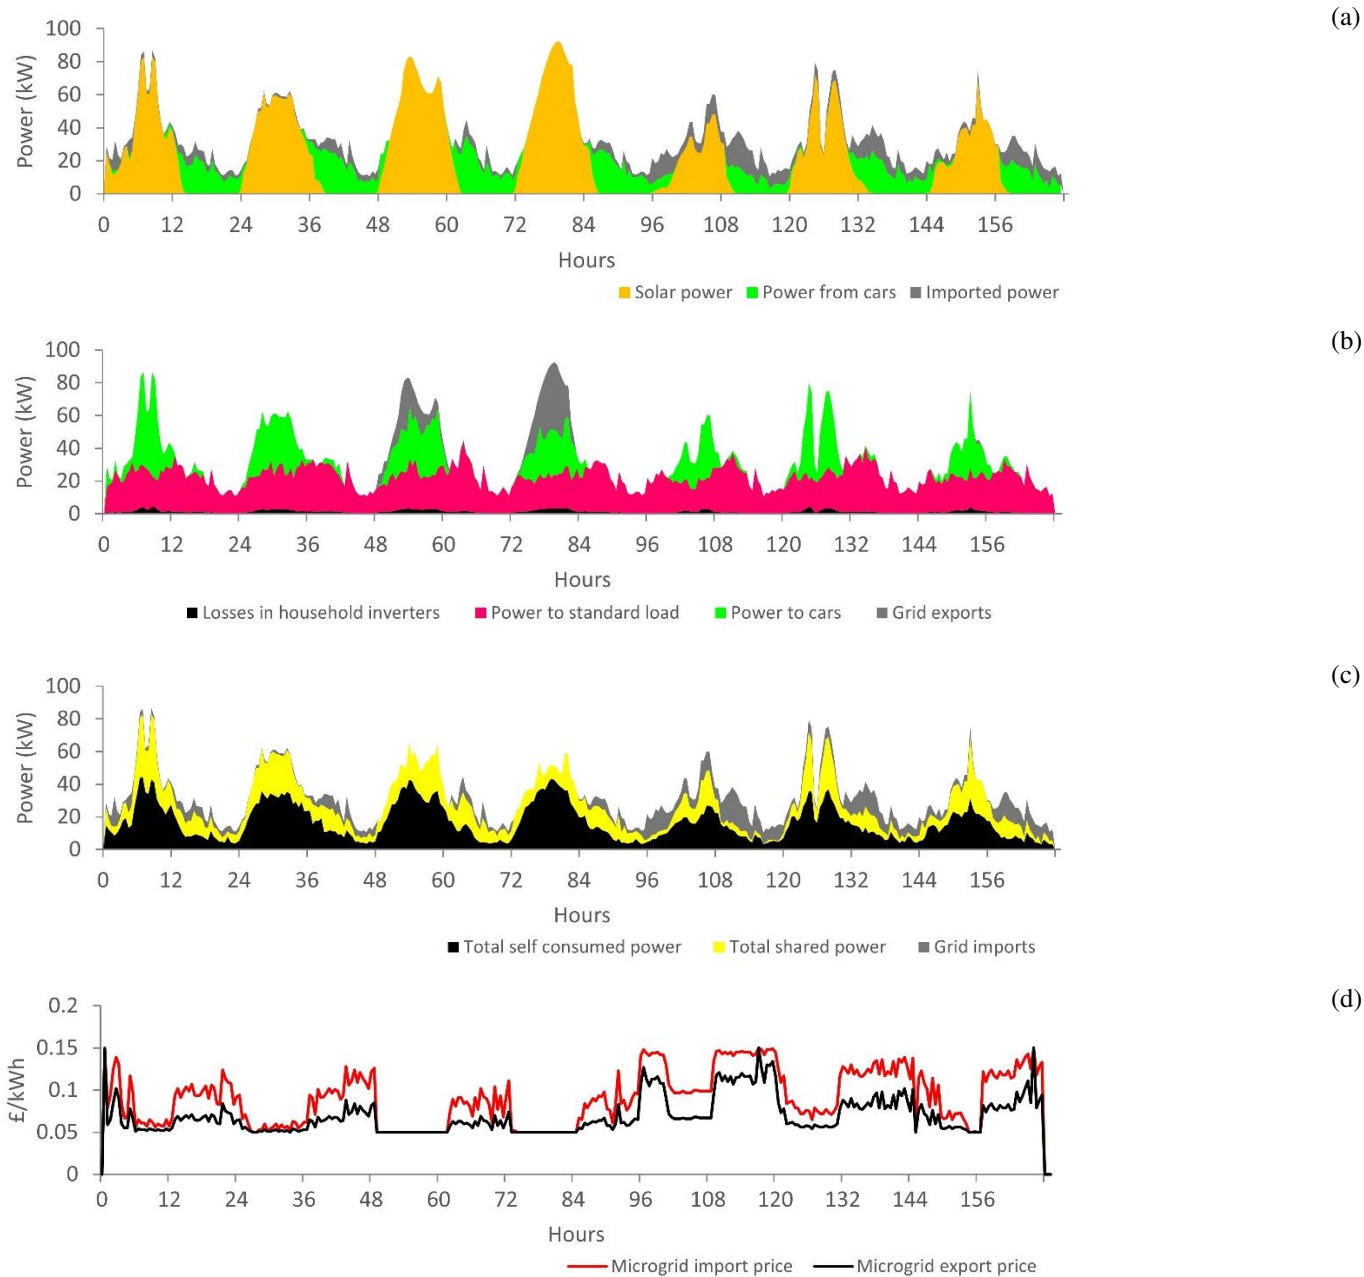 (a)
100
80
60
40
20
0
Power (kW)
0 12 24 36 48 60 72 84 96 108 120 132 144 156
Hours
Solar power Power from cars Imported power
(b)
100
80
60
40
20
0
Power (kW)
0 12 24 36 48 60 72 84 96 108 120 132 144 156
Hours
Losses in household inverters Power to standard load Power to cars Grid exports
(c)
100
80
60
40
20
0
Power (kW)
0 12 24 36 48 60 72 84 96 108 120 132 144 156
Hours
Total self consumed power Total shared power Grid imports
(d)
0.2
0.15
0.1
0.05
0
£/kWh
0 12 24 36 48 60 72 84 96 108 120 132 144 156
Hours
Microgrid import price Microgrid export price